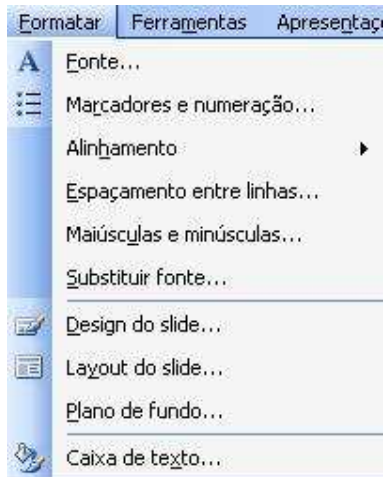 Formatar Ferramentas Apresentaç
Fonte...
Marcadores e numeração...
Alinhamento
Espaçamento entre linhas...
Maiúsculas e minúsculas...
Substituir fonte...
Design do slide...
Layout do slide...
Plano de fundo...
Caixa de texto...